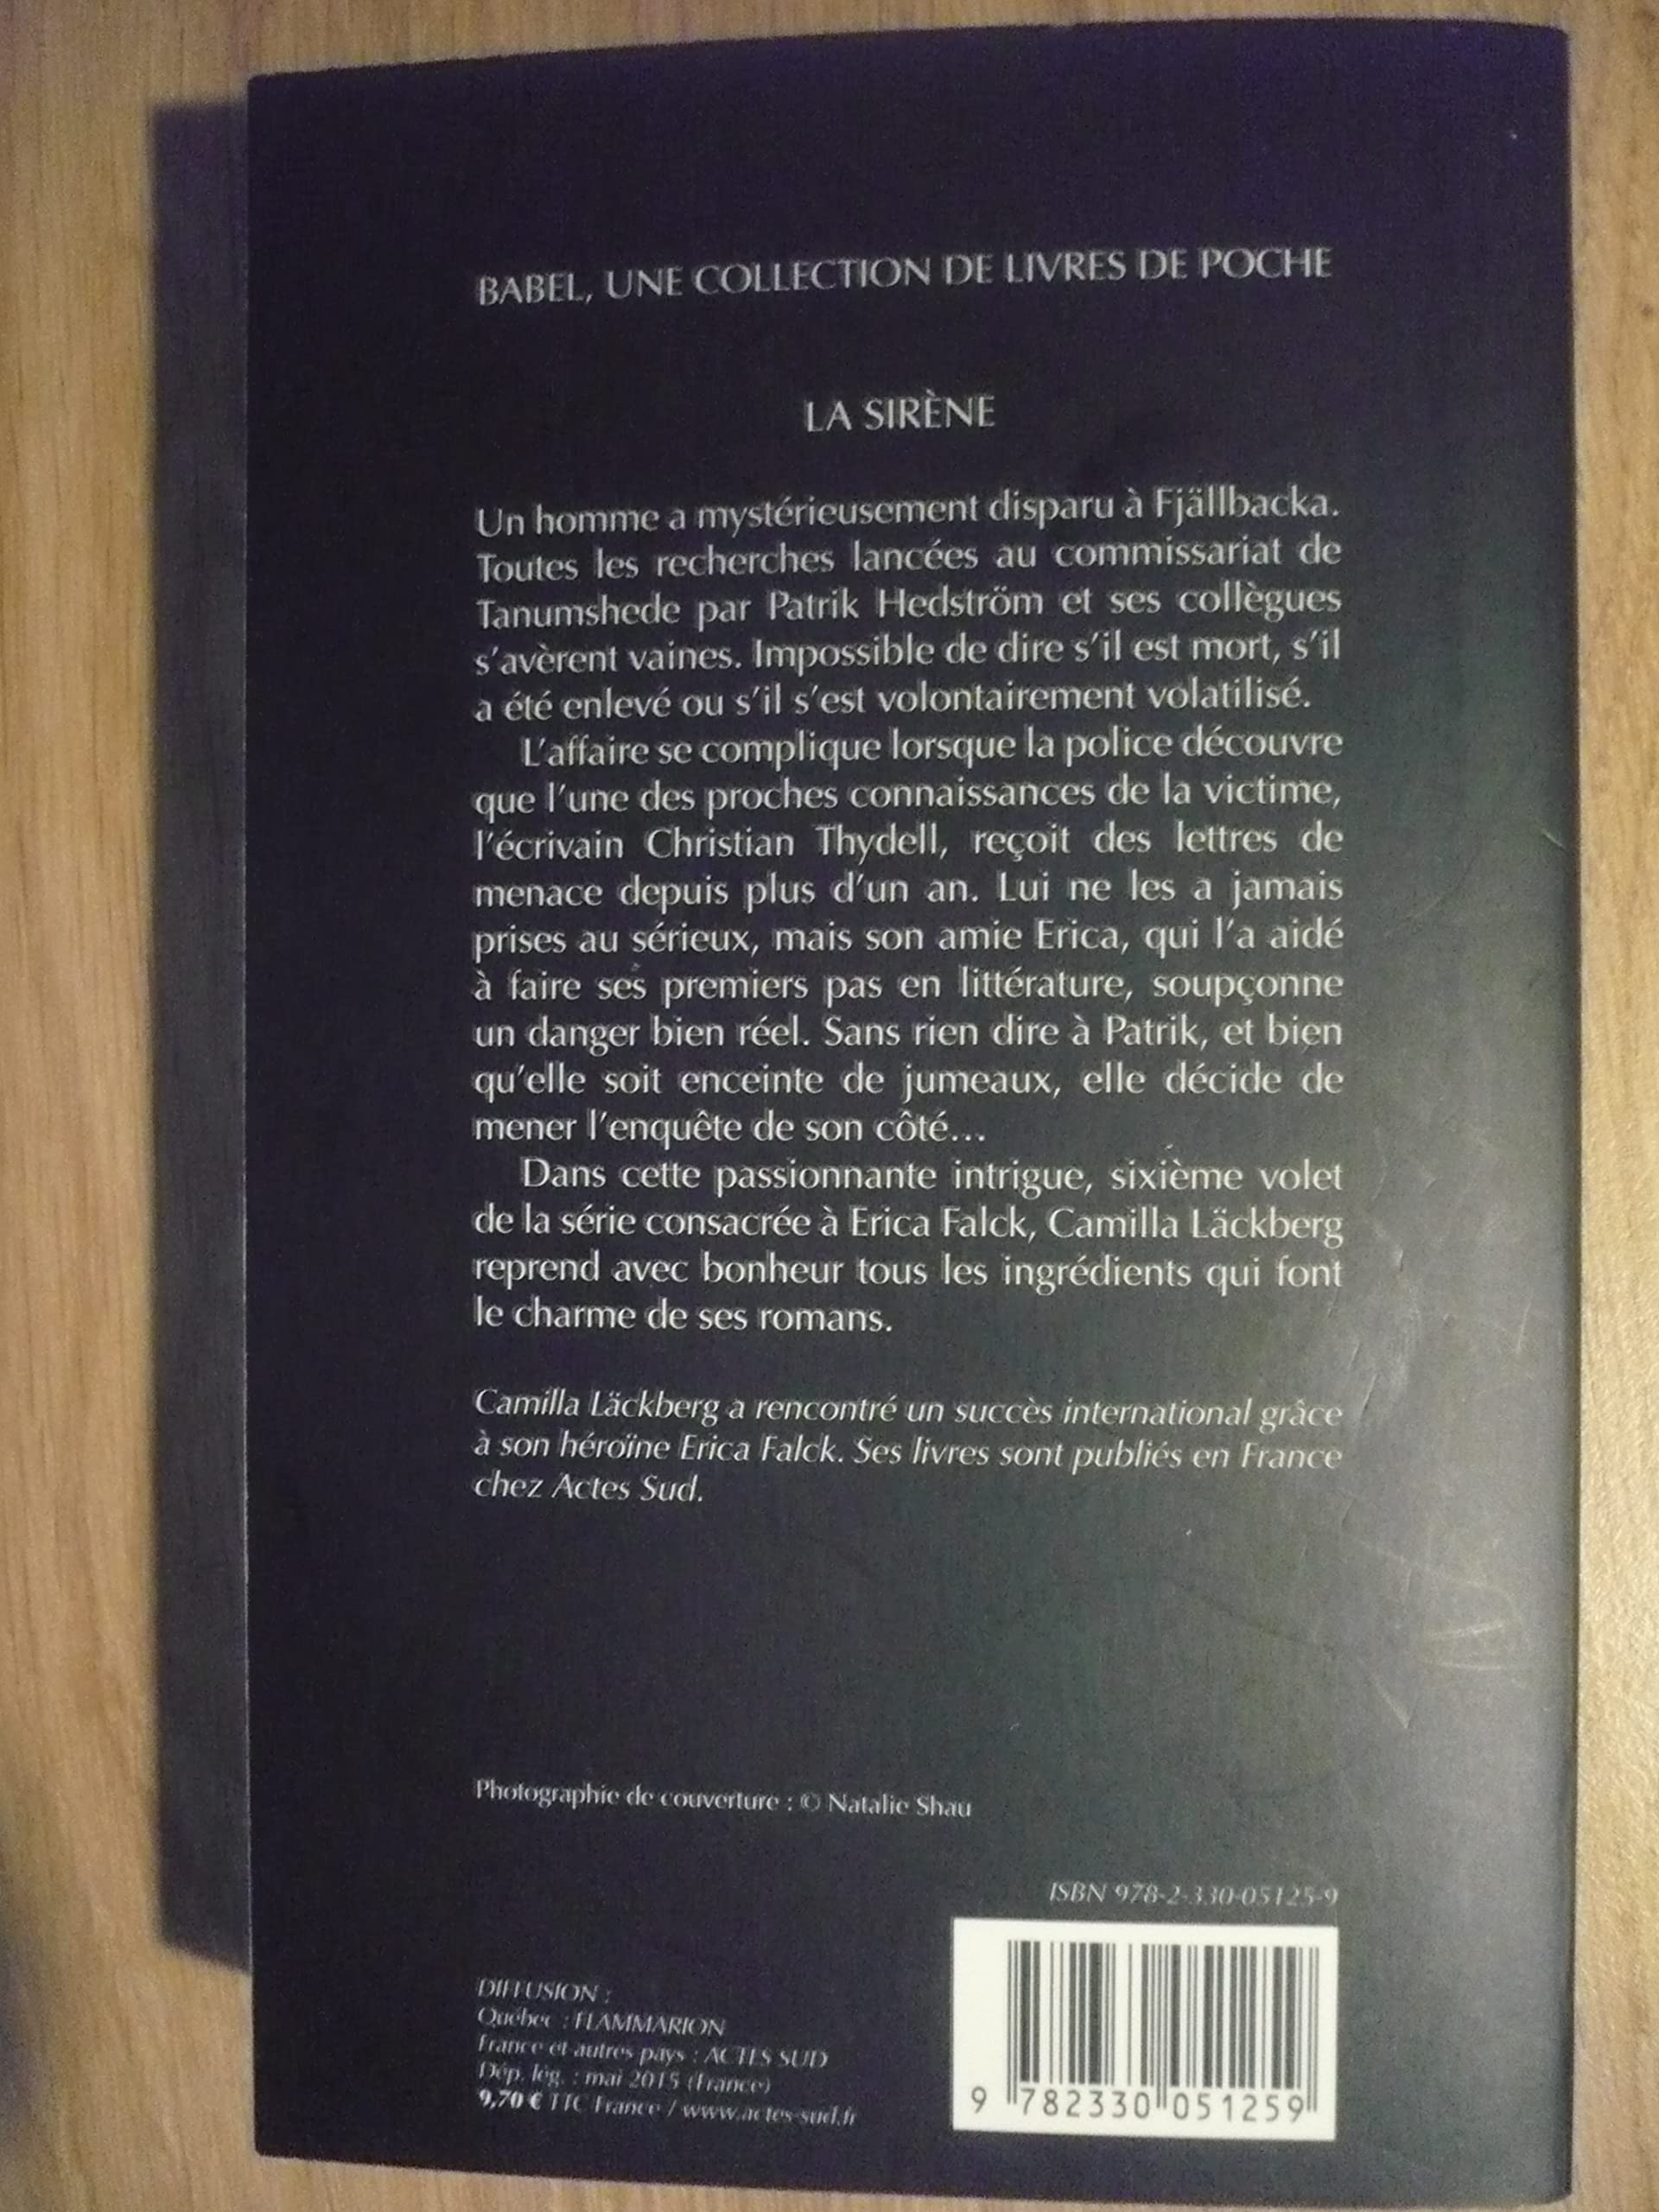 BABEL, UNE COLLECTION DE LIVRES DE POCHE
LA SIRÈNE
Un homme a mystérieusement disparu à Fjällbacka.
Toutes les recherches lancées au commissariat de
Tanumshede par Patrik Hedström et ses collègues
s'avèrent vaines. Impossible de dire s'il est mort, s'il
a été enlevé ou s'il s'est volontairement volatilisé.
L'affaire se complique lorsque la police découvre
que l'une des proches connaissances de la victime,
l'écrivain Christian Thydell, reçoit des lettres de
menace depuis plus d'un an. Lui ne les a jamais
prises au sérieux, mais son amie Erica, qui l'a aidé
à faire ses premiers pas en littérature, soupçonne
un danger bien réel. Sans rien dire à Patrik, et bien
qu'elle soit enceinte de jumeaux, elle décide de
mener l'enquête de son côté...
Dans cette passionnante intrigue, sixième volet
de la série consacrée à Erica Falck, Camilla Läckberg
reprend avec bonheur tous les ingrédients qui font
le charme de ses romans.
Camilla Läckberg a rencontré un succès international grâce
à son héroïne Erica Falck. Ses livres sont publiés en France
chez Actes Sud.
Photographie de couverture : © Natalie Shau
ISBN 978-2-330-05125-9
DIFFUSION :
Québec : FLAMMARION
France et autres pays : ACTES SUD
Dép. lég. : mai 2015 (France)
9,70 € TTC France / www.actes-sud.fr
9 782330 051259